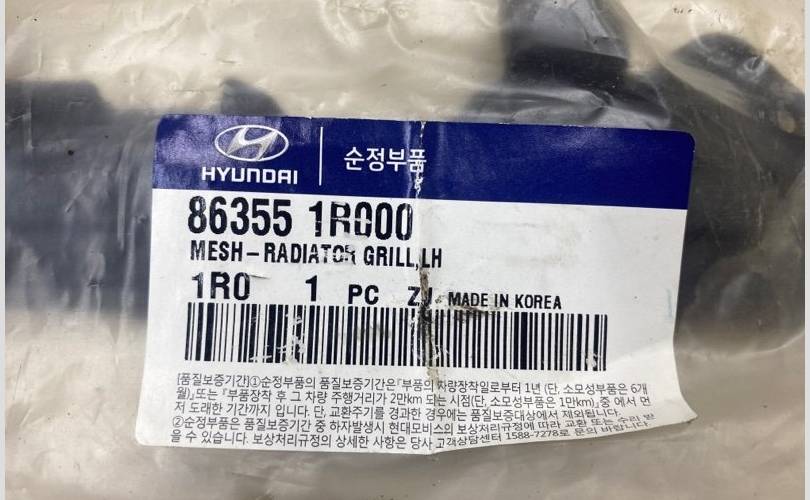 HYUNDAI
순정부품
86355 1R000
MESH-RADIATOR GRILL,LH
1R0 1 PC ZJ MADE IN KOREA
[품질보증기간]①순정부품의 품질보증기간은『부품의 차량장착일로부터 1년 (단, 소모성부품은 6개
월)』또는 『부품장착 후 그 차량 주행거리가 2만km 되는 시점(단, 소모성부품은 1만km)』중 에서 먼
저 도래한 기간까지 입니다. 단, 교환주기를 경과한 경우에는 품질보증대상에서 제외됩니다.
②순정부품은 품질보증기간 중 하자발생시 현대모비스의 보상처리규정에 따라 교환 또는 수리 받
을 수 있습니다. 보상처리규정의 상세한 사항은 당사 고객상담센터 1588-7278로 문의 바랍니다.